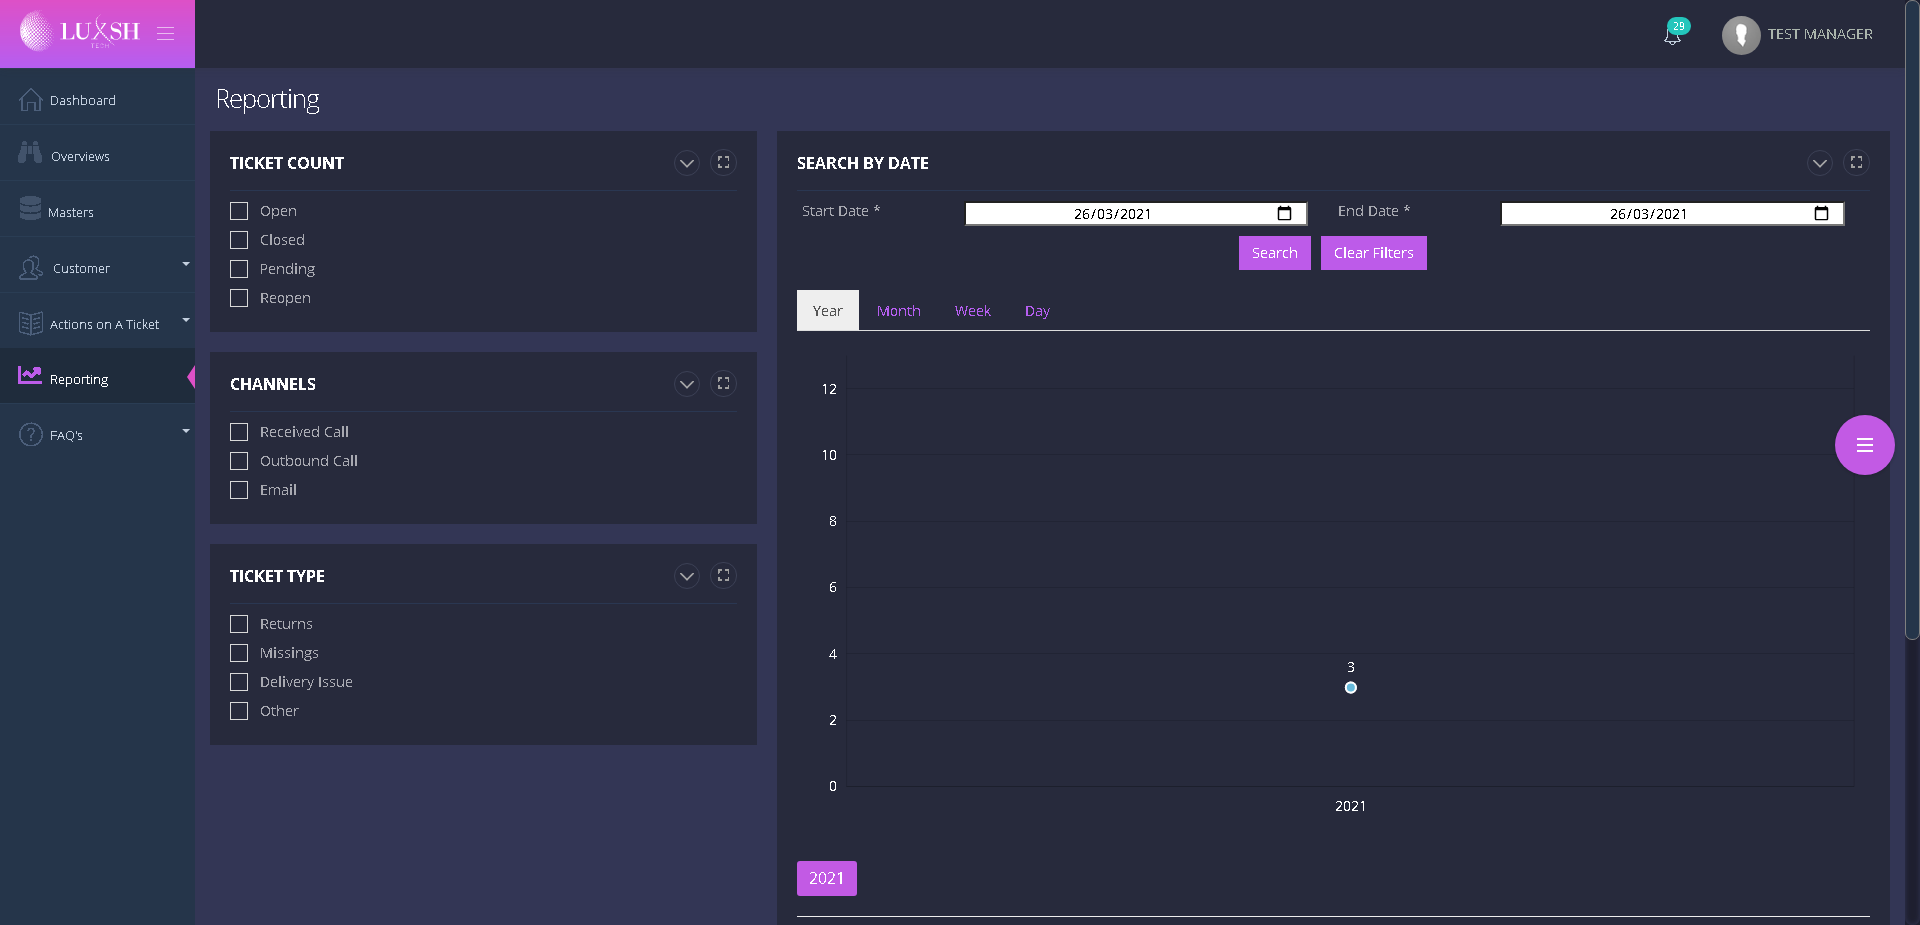 LUXSH
TECH
29
TEST MANAGER
Dashboard
Overviews
Masters
Customer
Actions on A Ticket
Reporting
FAQ's
Reporting
TICKET COUNT
Open
Closed
Pending
Reopen
CHANNELS
Received Call
Outbound Call
Email
TICKET TYPE
Returns
Missings
Delivery Issue
Other
SEARCH BY DATE
Start Date * 26/03/2021 End Date * 26/03/2021
Search Clear Filters
Year Month Week Day
12
10
8
6
4
3
2
0
2021
2021